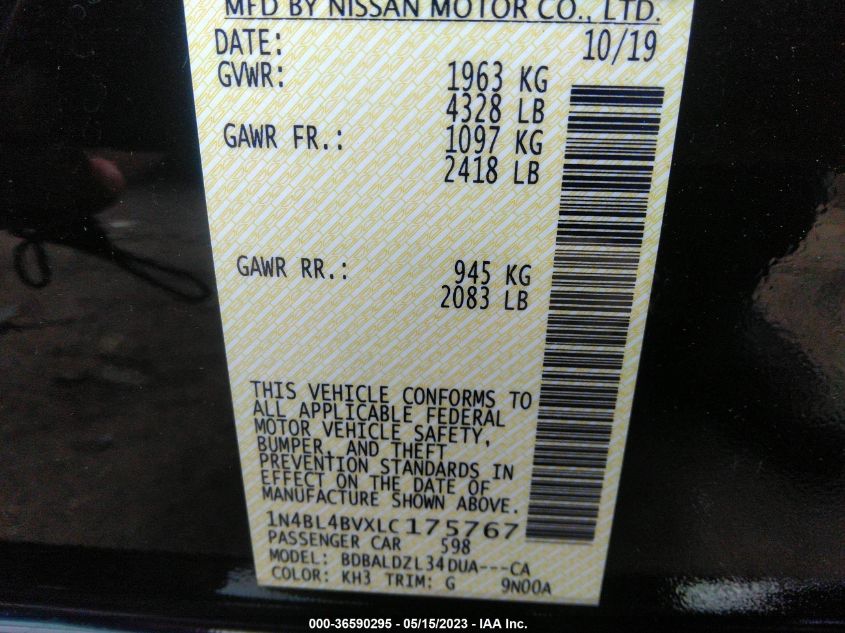 MFD BY NISSAN MOTOR CO., LTD.
DATE: 10/19
GVWR: 1963 KG
4328 LB
GAWR FR.: 1097 KG
2418 LB
GAWR RR.: 945 KG
2083 LB
THIS VEHICLE CONFORMS TO
ALL APPLICABLE FEDERAL
MOTOR VEHICLE SAFETY,
BUMPER, AND THEFT
PREVENTION STANDARDS IN
EFFECT ON THE DATE OF
MANUFACTURE SHOWN ABOVE.
1N4BL4BVXLC175767
PASSENGER CAR 598
MODEL: BDBALDZL34DUA---CA
COLOR: KH3 TRIM: G 9N00A
000-36590295 - 05/15/2023 - IAA Inc.